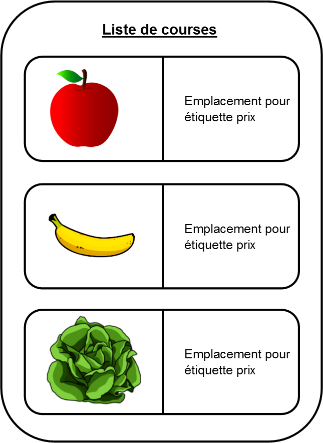 Liste de courses
Emplacement pour
étiquette prix
Emplacement pour
étiquette prix
Emplacement pour
étiquette prix